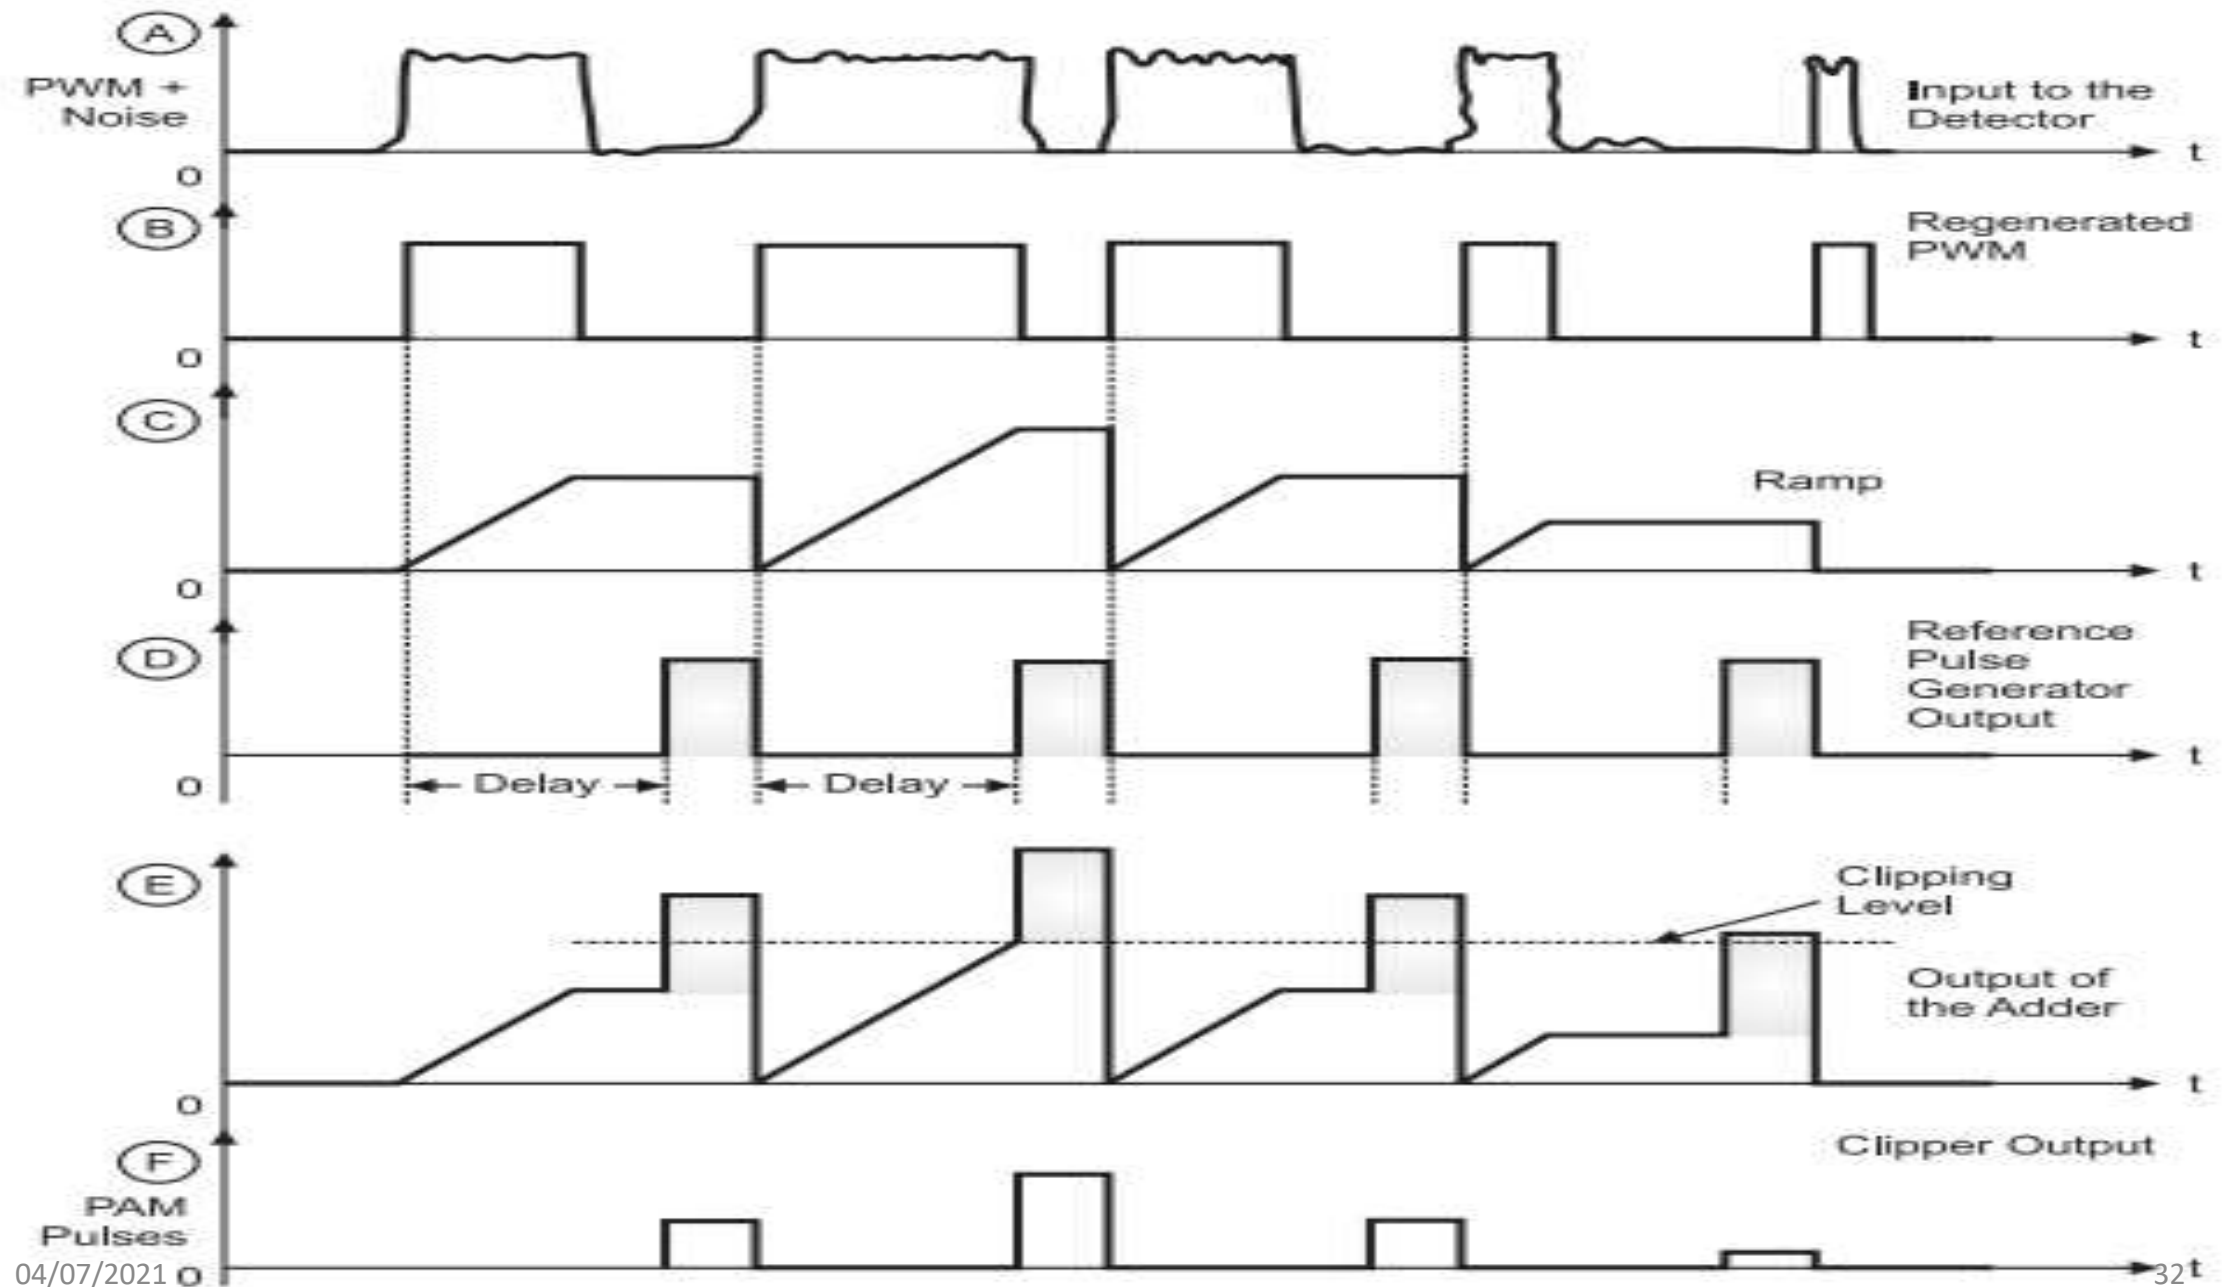 A
PWM +
Noise
Input to the
Detector
0
t
B
Regenerated
PWM
0
t
C
Ramp
0
t
D
Reference
Pulse
Generator
Output
0
t
Delay
Delay
E
Clipping
Level
Output of
the Adder
0
t
F
PAM
Pulses
Clipper Output
0
t
04/07/2021
32